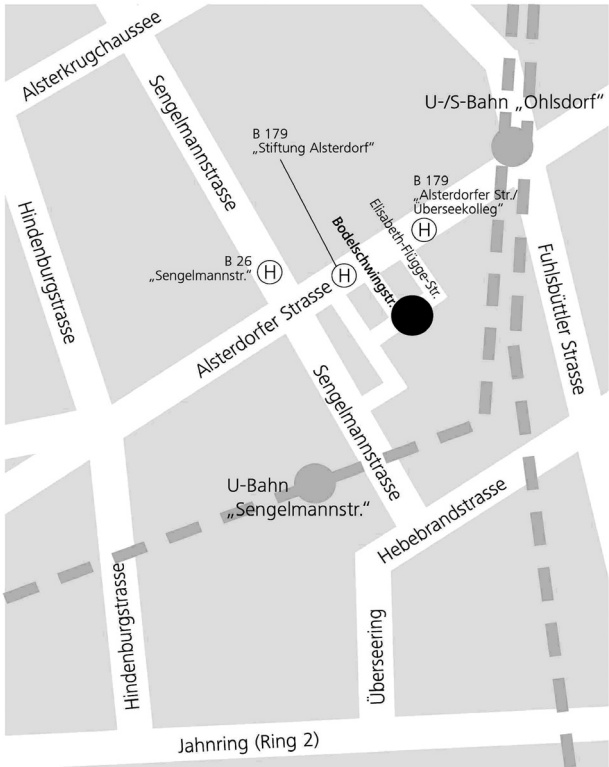 Alsterkrugchaussee
Sengelmannstrasse
U-/S-Bahn „Ohlsdorf“
B 179
„Stiftung Alsterdorf“
B 179
„Alsterdorfer Str./
Überseekolleg“
H
Elisabeth-Flügge-Str.
Bodelschwingstr.
Hindenburgstrasse
B 26
„Sengelmannstr.“
H
H
Alsterdorfer Strasse
Fuhlsbüttler Strasse
Sengelmannstrasse
U-Bahn
„Sengelmannstr.“
Hebebrandstrasse
Hindenburgstrasse
Überseering
Jahnring (Ring 2)